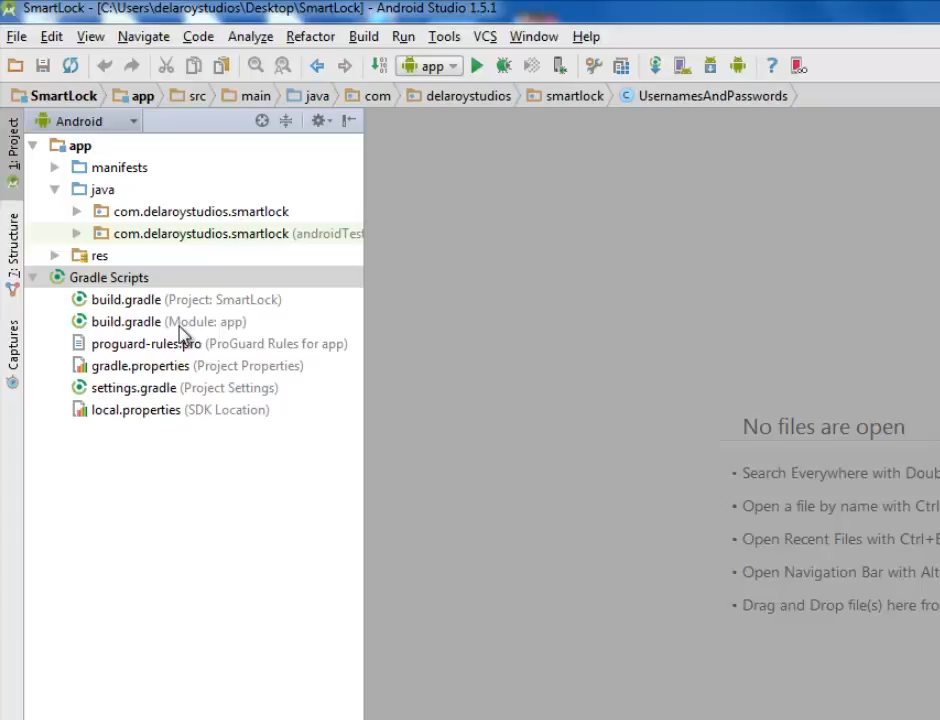 SmartLock - [C:\Users\delaroystudios\Desktop\SmartLock] - Android Studio 1.5.1
File Edit View Navigate Code Analyze Refactor Build Run Tools VCS Window Help
app
SmartLock app src main java com delaroystudios smartlock UsernamesAndPasswords
1: Project
7: Structure
Captures
Android
app
manifests
java
com.delaroystudios.smartlock
com.delaroystudios.smartlock (androidTest
res
Gradle Scripts
build.gradle (Project: SmartLock)
build.gradle (Module: app)
proguard-rules.pro (ProGuard Rules for app)
gradle.properties (Project Properties)
settings.gradle (Project Settings)
local.properties (SDK Location)
No files are open
• Search Everywhere with Doub
• Open a file by name with Ctrl
• Open Recent Files with Ctrl+E
• Open Navigation Bar with Alt
• Drag and Drop file(s) here fro